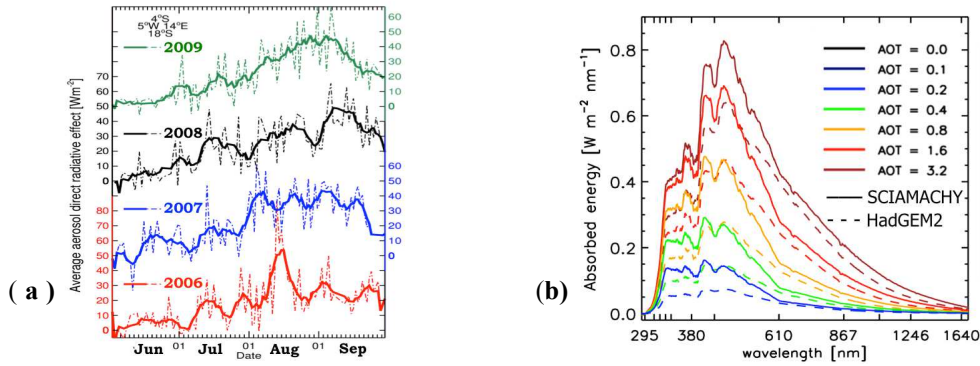 ( a )
Average aerosol direct radiative effect [Wm-2]
4°S
5°W 14°E
18°S
2009
60
50
40
30
20
10
0
2008
70
60
50
40
30
20
10
0
2007
60
50
40
30
20
10
0
2006
80
70
60
50
40
30
20
10
0
Jun 01 Jul 01 Aug 01 Sep
Date
(b)
Absorbed energy [W m-2 nm-1]
0.8
0.6
0.4
0.2
0.0
295 380 610 867 1246 1640
wavelength [nm]
AOT = 0.0
AOT = 0.1
AOT = 0.2
AOT = 0.4
AOT = 0.8
AOT = 1.6
AOT = 3.2
SCIAMACHY
HadGEM2